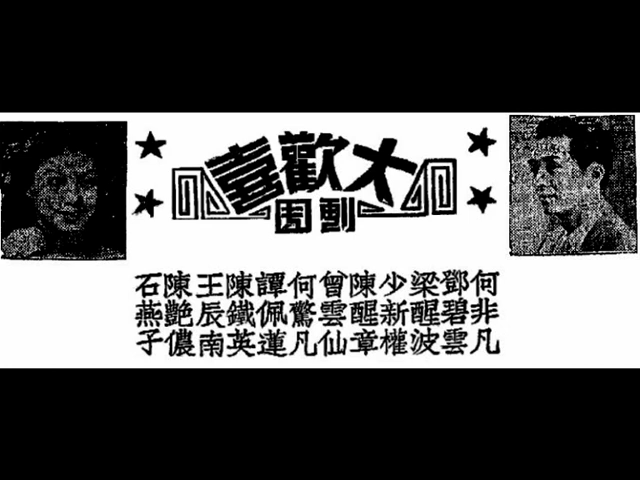 大歡喜
劇團
何非凡
鄧碧雲
梁醒波
少新權
陳醒章
曾雲仙
何驚凡
譚佩蓮
陳鐵英
王辰南
陳艶儂
石燕子